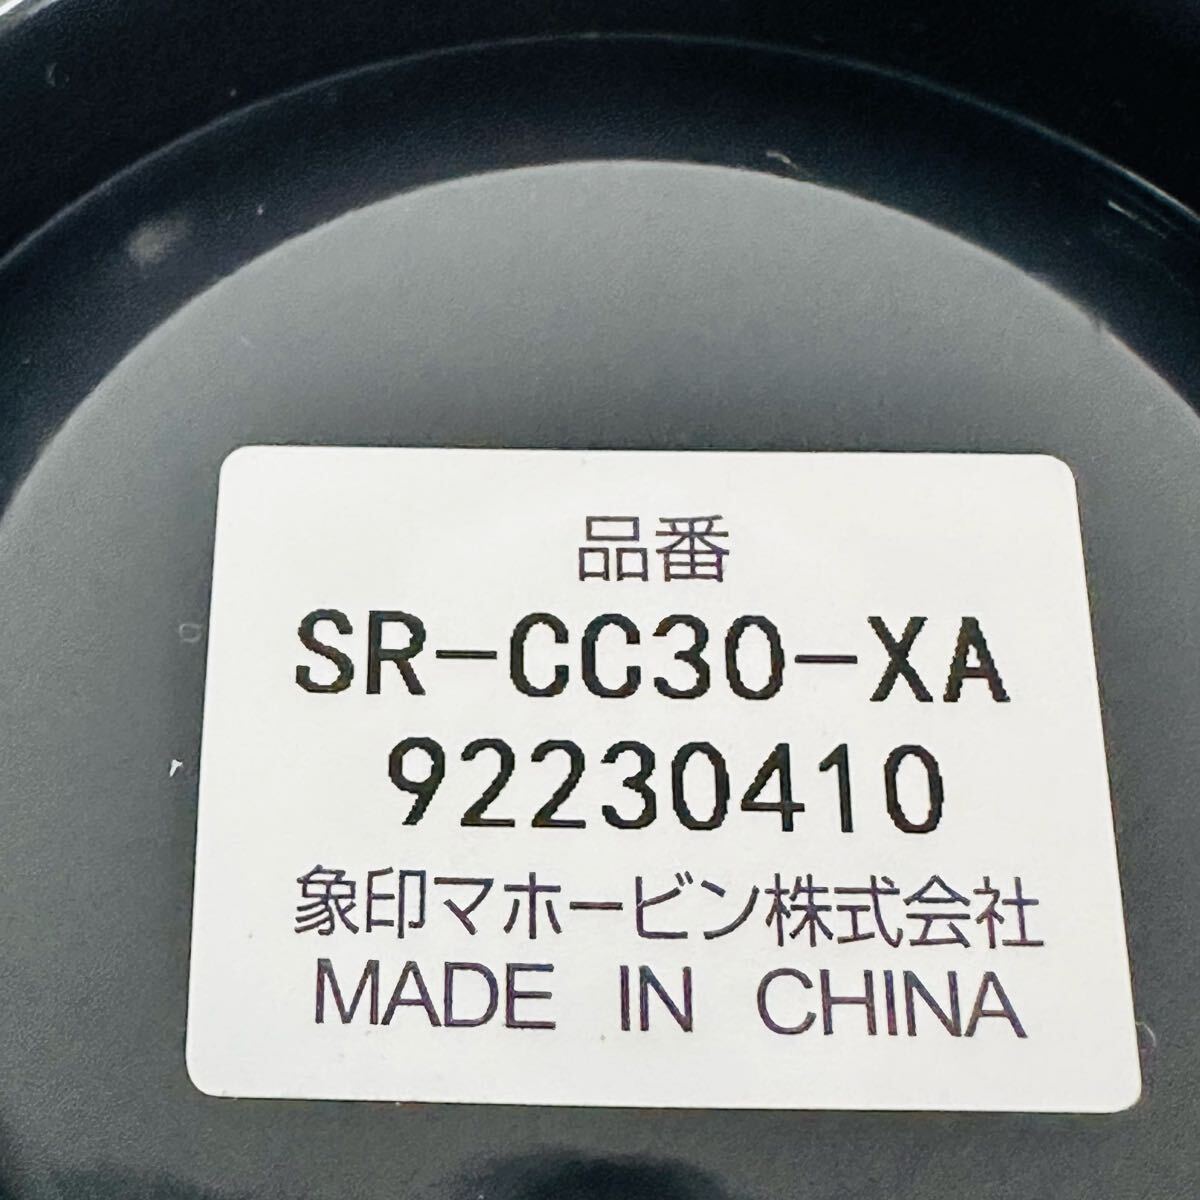 品番
SR-CC30-XA
92230410
象印マホービン株式会社
MADE IN CHINA